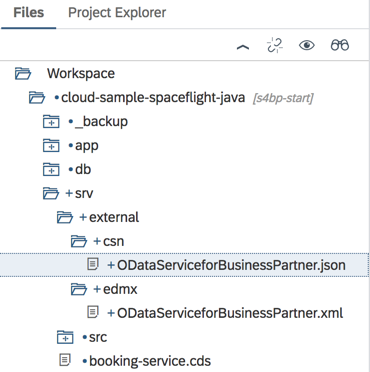 Files Project Explorer
Workspace
cloud-sample-spaceflight-java [s4bp-start]
_backup
app
db
srv
external
csn
ODataServiceforBusinessPartner.json
edmx
ODataServiceforBusinessPartner.xml
src
booking-service.cds